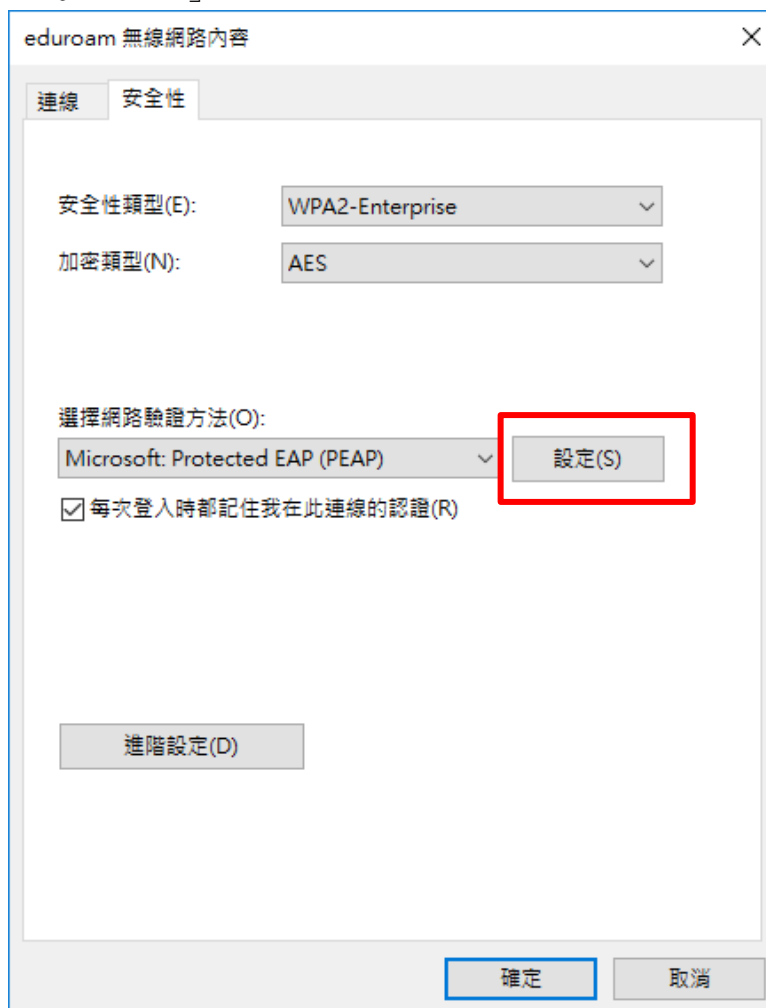 eduroam 無線網路內容
連線 安全性
安全性類型(E): WPA2-Enterprise
加密類型(N): AES
選擇網路驗證方法(O):
Microsoft: Protected EAP (PEAP) 設定(S)
每次登入時都記住我在此連線的認證(R)
進階設定(D)
確定 取消